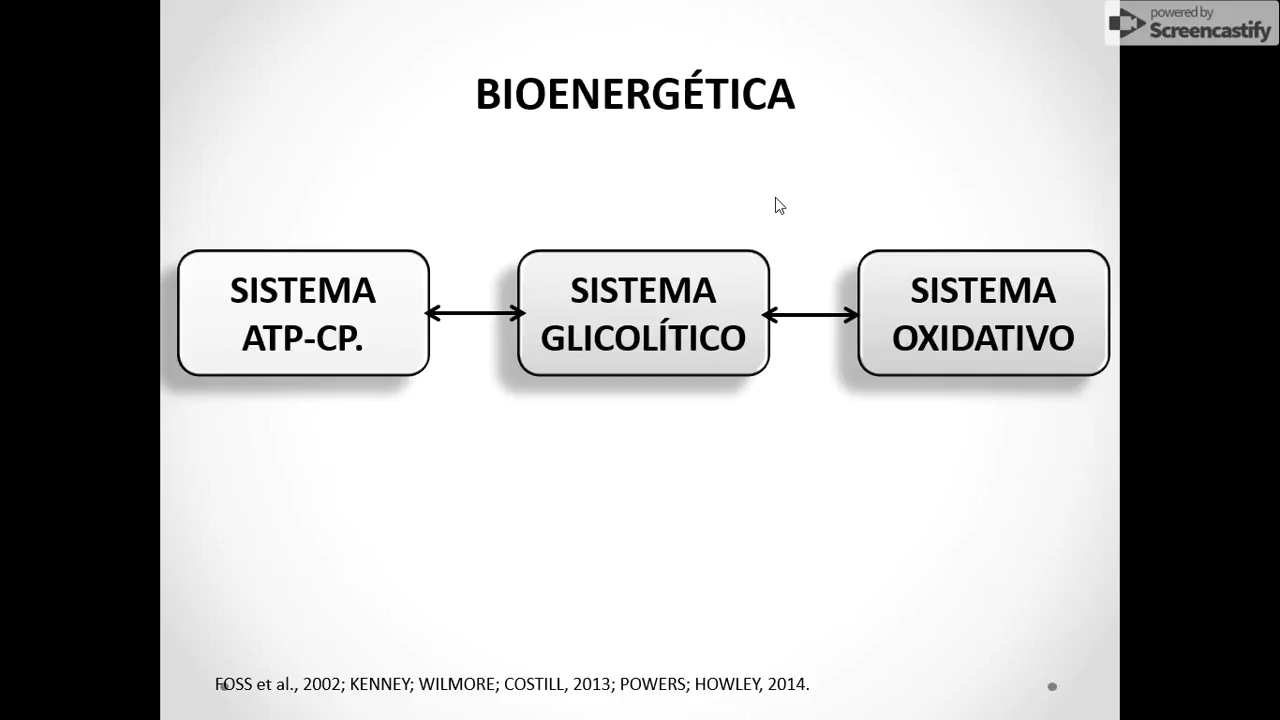 powered by
Screencastify
BIOENERGÉTICA
SISTEMA
ATP-CP.
SISTEMA
GLICOLÍTICO
SISTEMA
OXIDATIVO
FOSS et al., 2002; KENNEY; WILMORE; COSTILL, 2013; POWERS; HOWLEY, 2014.